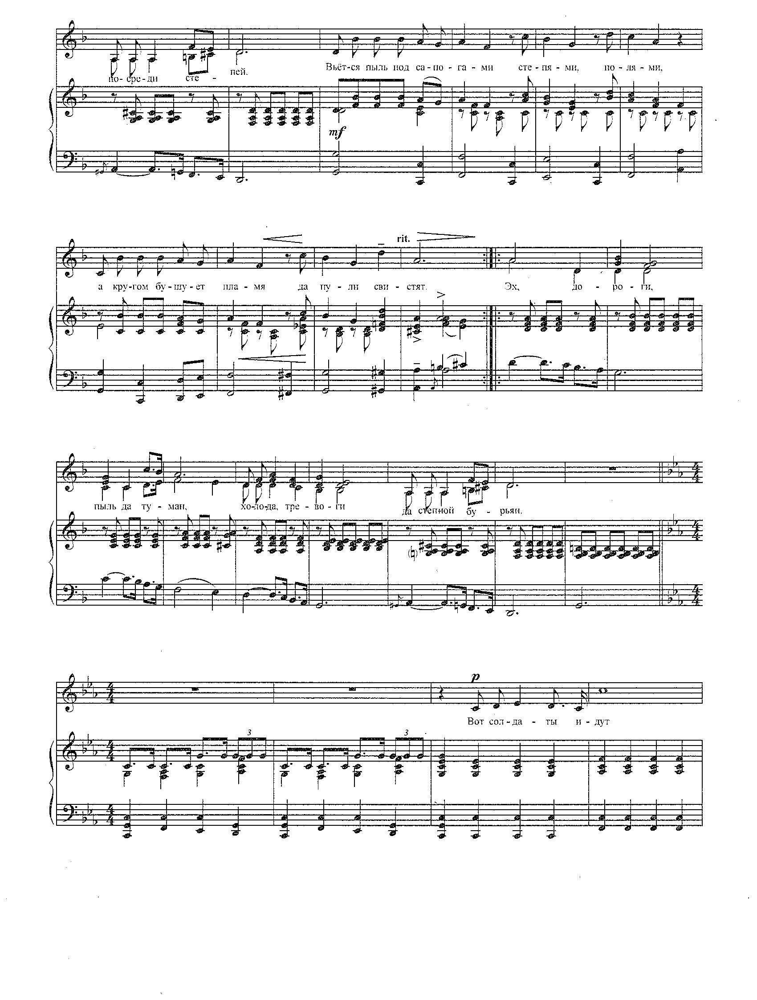 по-сре-ди сте-
пей. Вьёт-ся пыль под са-по-га-ми сте-пя-ми, по-ля-ми,
mf
rit.
а кру-гом бу-шу-ет пла-мя да пу-ли сви-стят. Эх, до-ро-ги,
пыль да ту-ман, хо-ло-да, тре-во-ги да степ-ной бу-рьян.
p
Вот сол-да-ты и-дут
3 3